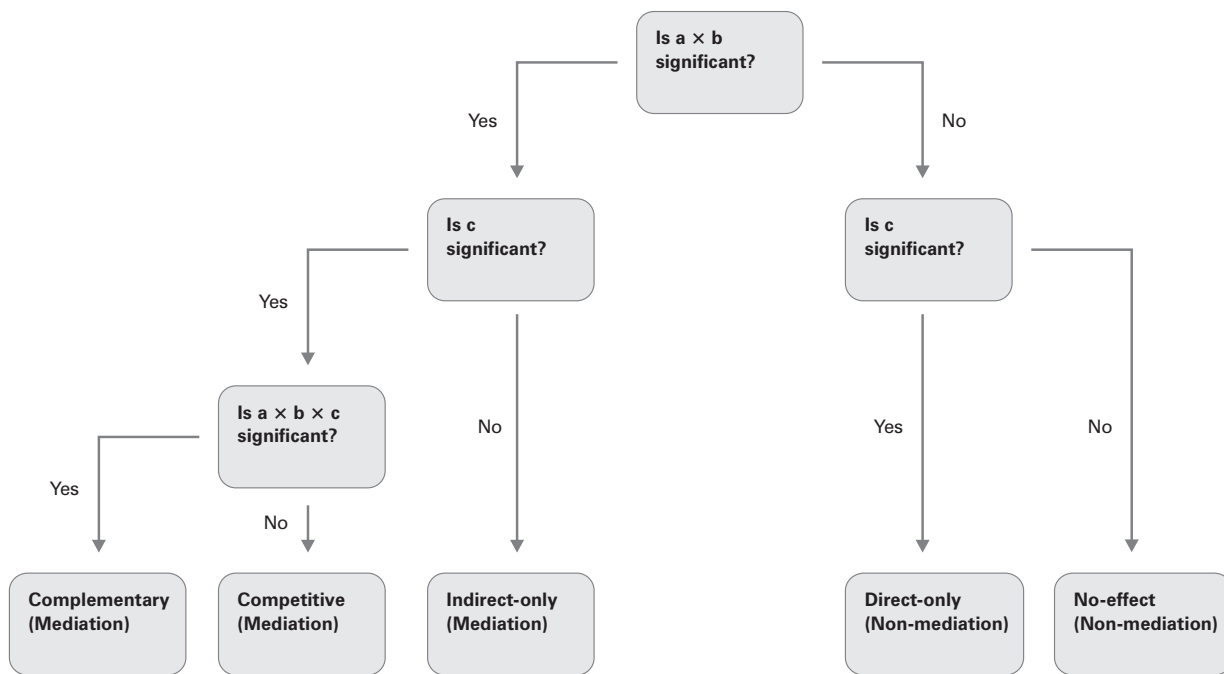 Is a × b
significant?
Yes
No
Is c
significant?
Is c
significant?
Yes
Is a × b × c
significant?
No
Yes
No
Yes
No
Complementary
(Mediation)
Competitive
(Mediation)
Indirect-only
(Mediation)
Direct-only
(Non-mediation)
No-effect
(Non-mediation)